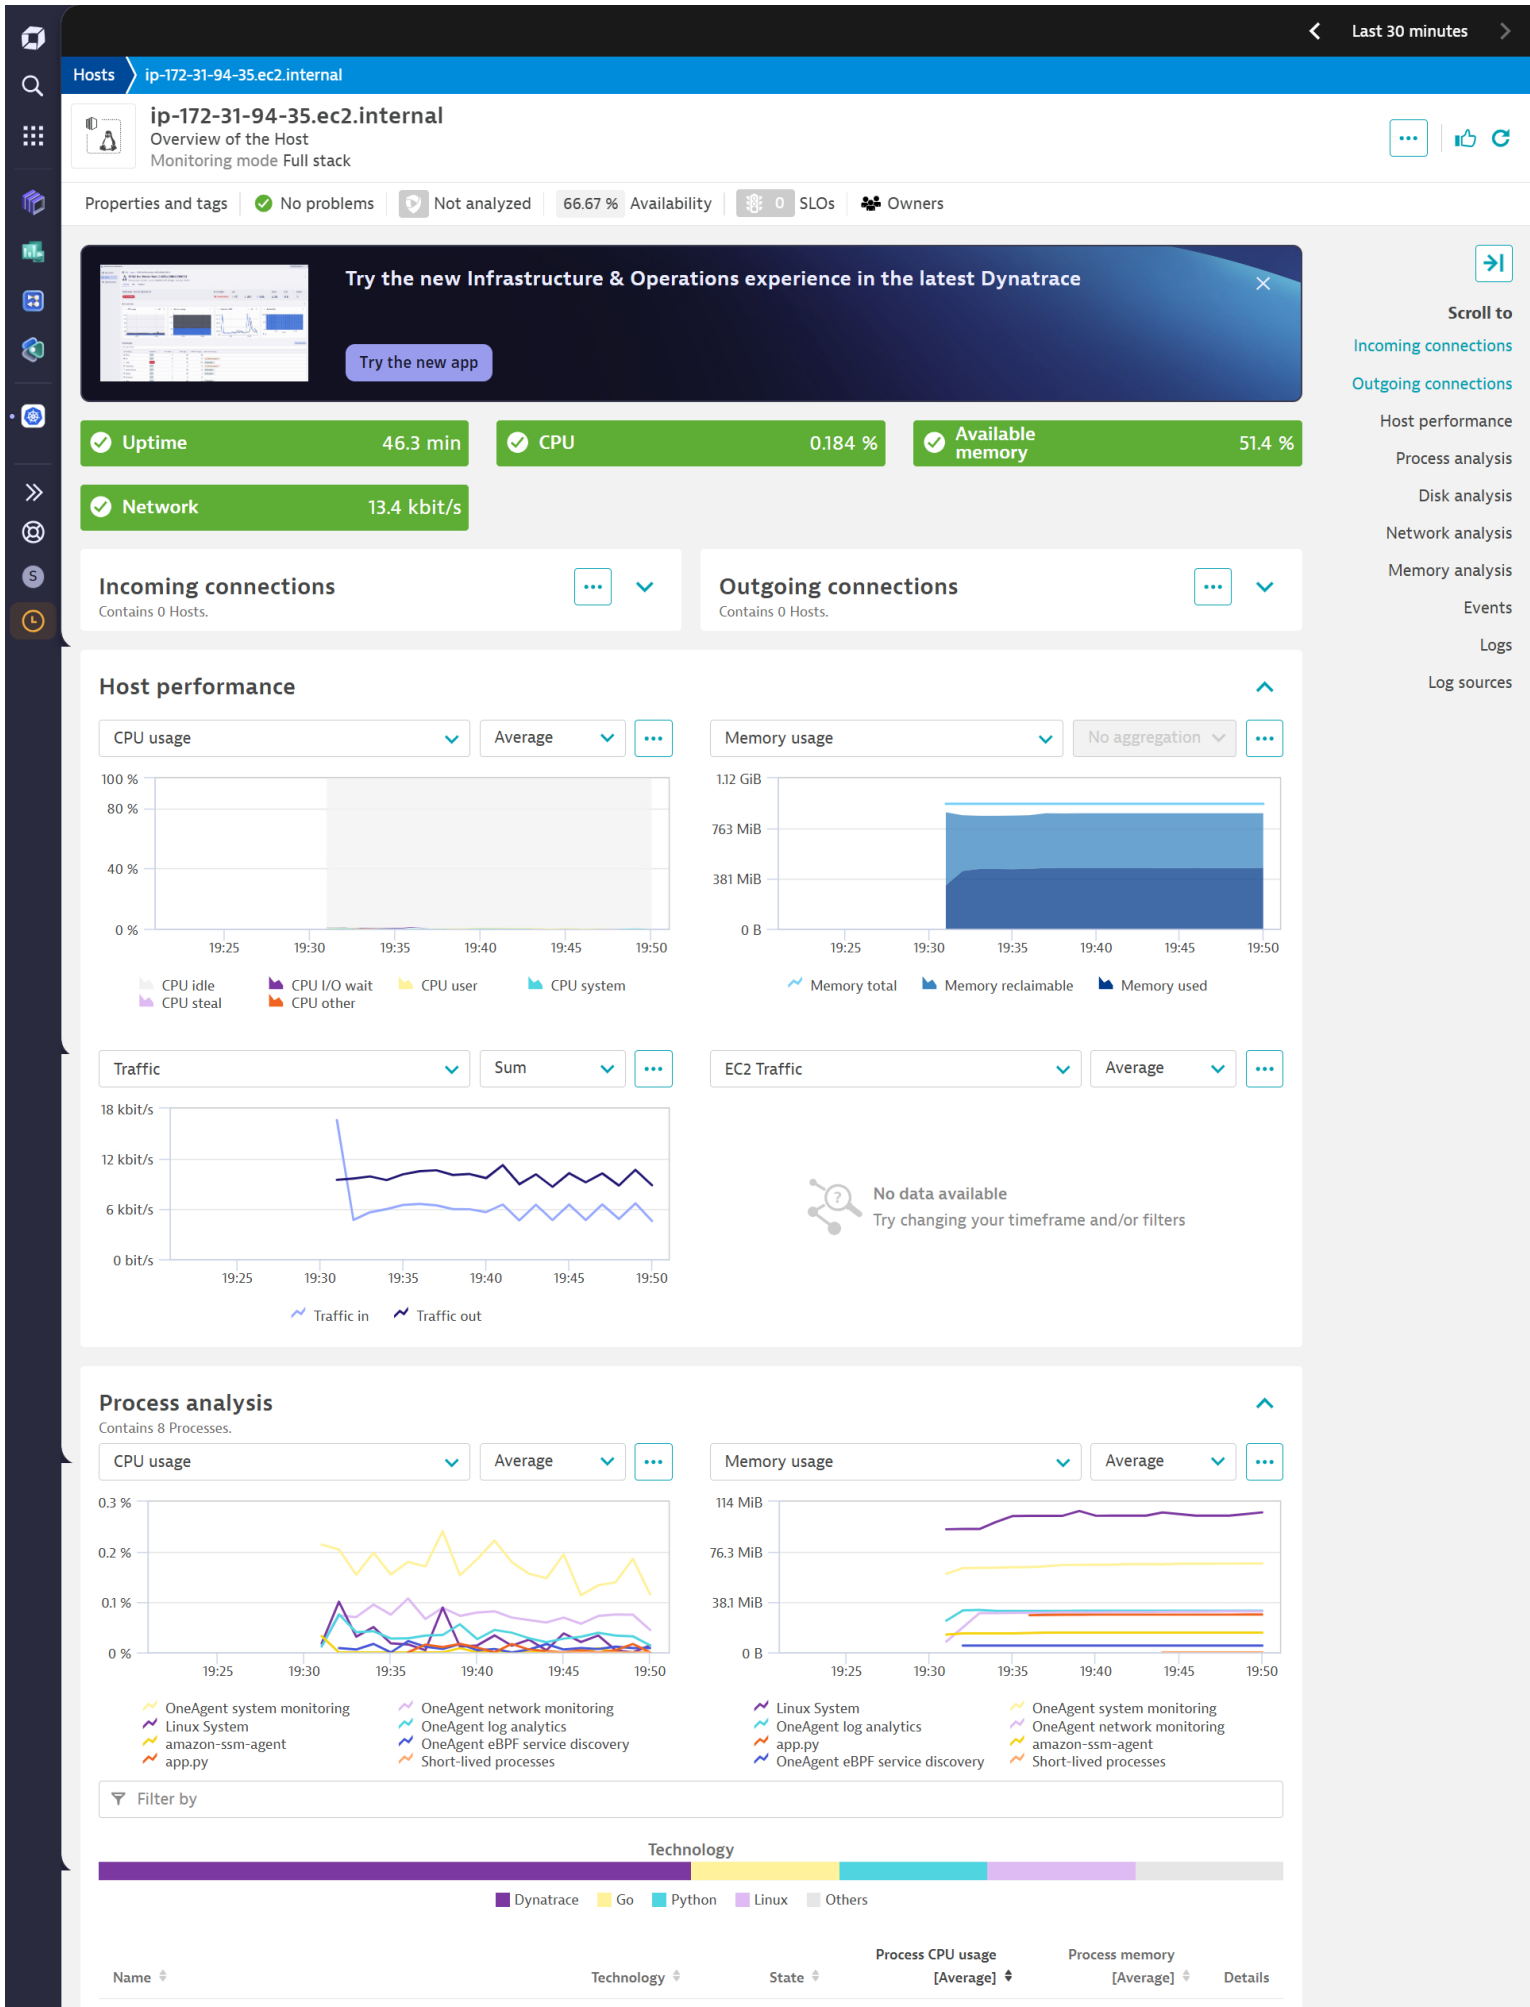 Last 30 minutes
Hosts
ip-172-31-94-35.ec2.internal
ip-172-31-94-35.ec2.internal
Overview of the Host
Monitoring mode Full stack
Properties and tags
No problems
Not analyzed
66.67 % Availability
0 SLOs
Owners
Try the new Infrastructure & Operations experience in the latest Dynatrace
Try the new app
Scroll to
Incoming connections
Outgoing connections
Host performance
Process analysis
Disk analysis
Network analysis
Memory analysis
Events
Logs
Log sources
S
Uptime 46.3 min
CPU 0.184 %
Available memory 51.4 %
Network 13.4 kbit/s
Incoming connections
Contains 0 Hosts.
Outgoing connections
Contains 0 Hosts.
Host performance
CPU usage
Average
100 %
80 %
40 %
0 %
19:25 19:30 19:35 19:40 19:45 19:50
CPU idle CPU I/O wait CPU user CPU system
CPU steal CPU other
Memory usage
No aggregation
1.12 GiB
763 MiB
381 MiB
0 B
19:25 19:30 19:35 19:40 19:45 19:50
Memory total Memory reclaimable Memory used
Traffic
Sum
18 kbit/s
12 kbit/s
6 kbit/s
0 bit/s
19:25 19:30 19:35 19:40 19:45 19:50
Traffic in Traffic out
EC2 Traffic
Average
?
No data available
Try changing your timeframe and/or filters
Process analysis
Contains 8 Processes.
CPU usage
Average
0.3 %
0.2 %
0.1 %
0 %
19:25 19:30 19:35 19:40 19:45 19:50
OneAgent system monitoring OneAgent network monitoring
Linux System OneAgent log analytics
amazon-ssm-agent OneAgent eBPF service discovery
app.py Short-lived processes
Memory usage
Average
114 MiB
76.3 MiB
38.1 MiB
0 B
19:25 19:30 19:35 19:40 19:45 19:50
Linux System OneAgent system monitoring
OneAgent log analytics OneAgent network monitoring
app.py amazon-ssm-agent
OneAgent eBPF service discovery Short-lived processes
Filter by
Technology
Dynatrace Go Python Linux Others
Name
Technology
State
Process CPU usage
[Average]
Process memory
[Average]
Details